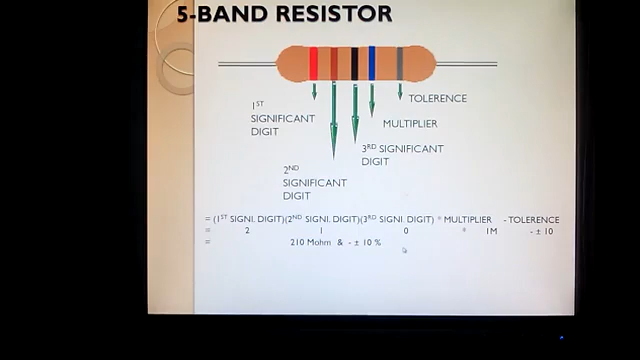 5-BAND RESISTOR
1ST SIGNIFICANT DIGIT
2ND SIGNIFICANT DIGIT
3RD SIGNIFICANT DIGIT
MULTIPLIER
TOLERENCE
= (1ST SIGNI. DIGIT)(2ND SIGNI. DIGIT)(3RD SIGNI. DIGIT) * MULTIPLIER - TOLERENCE
= 2 1 0 * 1M - ± 10
= 210 Mohm & - ± 10 %